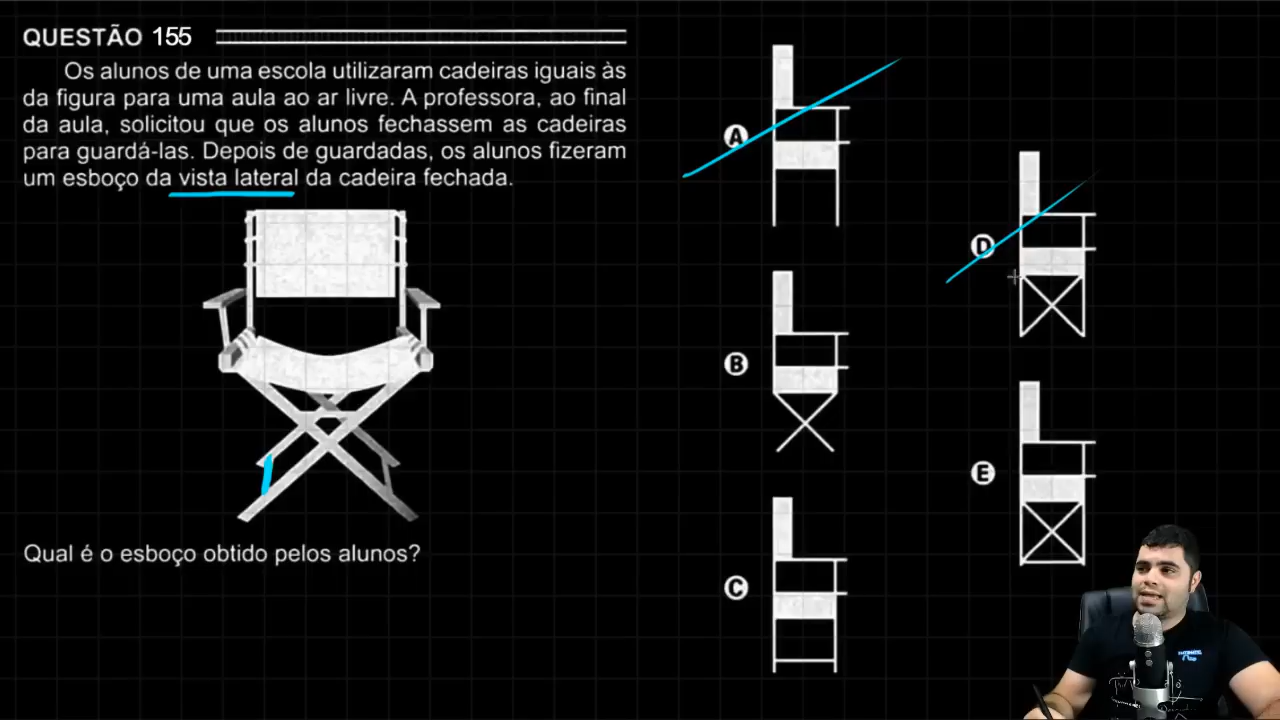 QUESTÃO 155
Os alunos de uma escola utilizaram cadeiras iguais às
da figura para uma aula ao ar livre. A professora, ao final
da aula, solicitou que os alunos fechassem as cadeiras
para guardá-las. Depois de guardadas, os alunos fizeram
um esboço da vista lateral da cadeira fechada.
Qual é o esboço obtido pelos alunos?
A
B
C
D
E